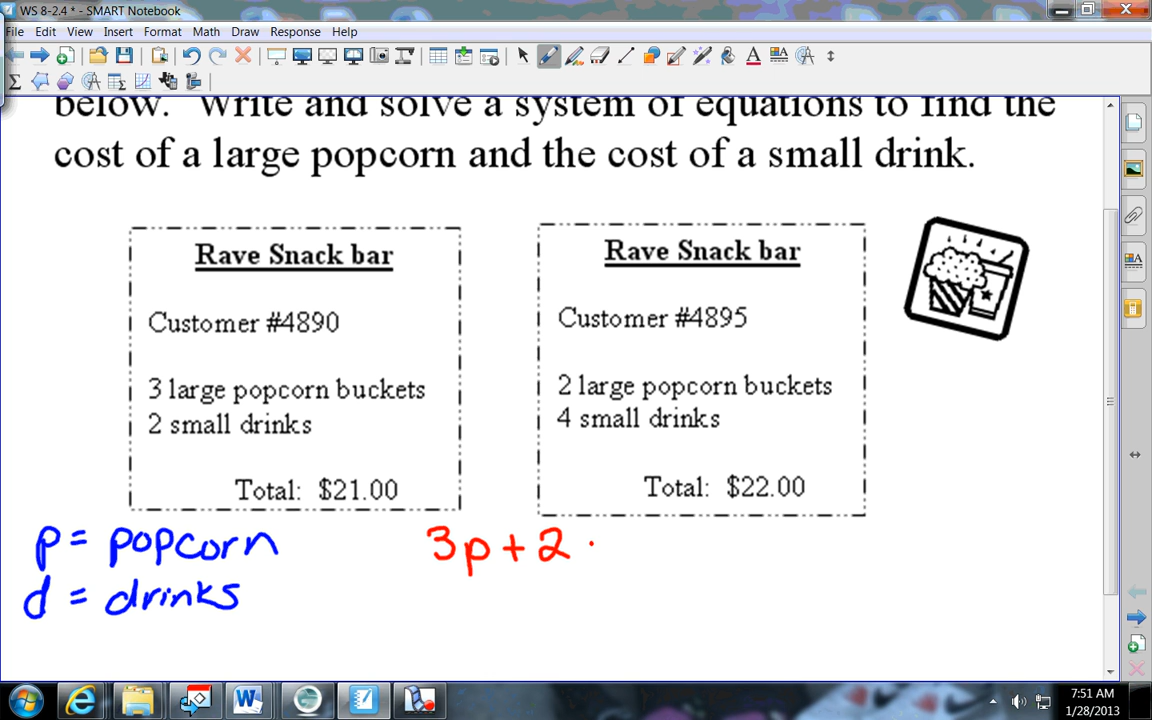 WS 8-2.4 * - SMART Notebook
File Edit View Insert Format Math Draw Response Help
below. Write and solve a system of equations to find the
cost of a large popcorn and the cost of a small drink.
Rave Snack bar
Customer #4890
3 large popcorn buckets
2 small drinks
Total: $21.00
Rave Snack bar
Customer #4895
2 large popcorn buckets
4 small drinks
Total: $22.00
p = popcorn
d = drinks
3p + 2
7:51 AM
1/28/2013